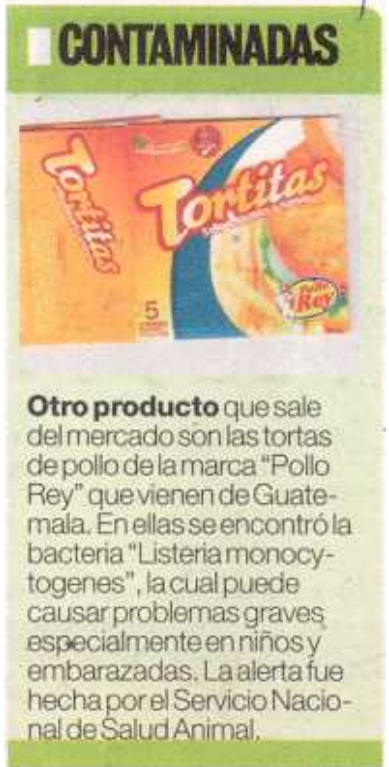 CONTAMINADAS
Tortitas
Tortitas
5
Pollo
Rey
Otro producto que sale
del mercado son las tortas
de pollo de la marca “Pollo
Rey” que vienen de Guate-
mala. En ellas se encontró la
bacteria “Listeria monocy-
togenes”, la cual puede
causar problemas graves
especialmente en niños y
embarazadas. La alerta fue
hecha por el Servicio Nacio-
nal de Salud Animal.